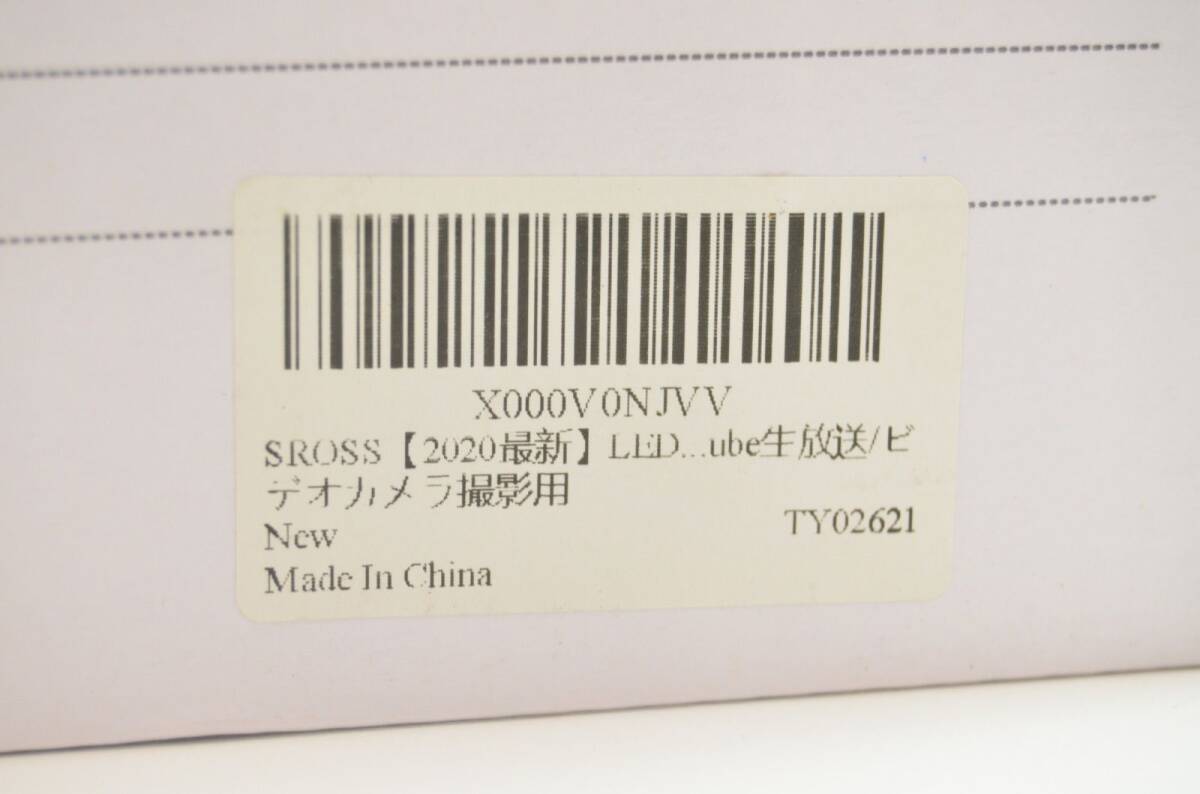 X000V0NJVV
SROSS【2020最新】LED...ube生放送/ビ
デオカメラ撮影用
New
TY02621
Made In China